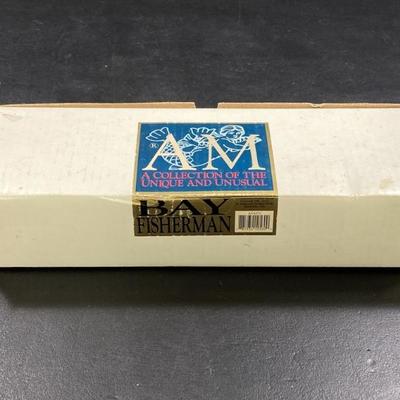 ® AM
A COLLECTION OF THE
UNIQUE AND UNUSUAL
BAY
FISHERMAN